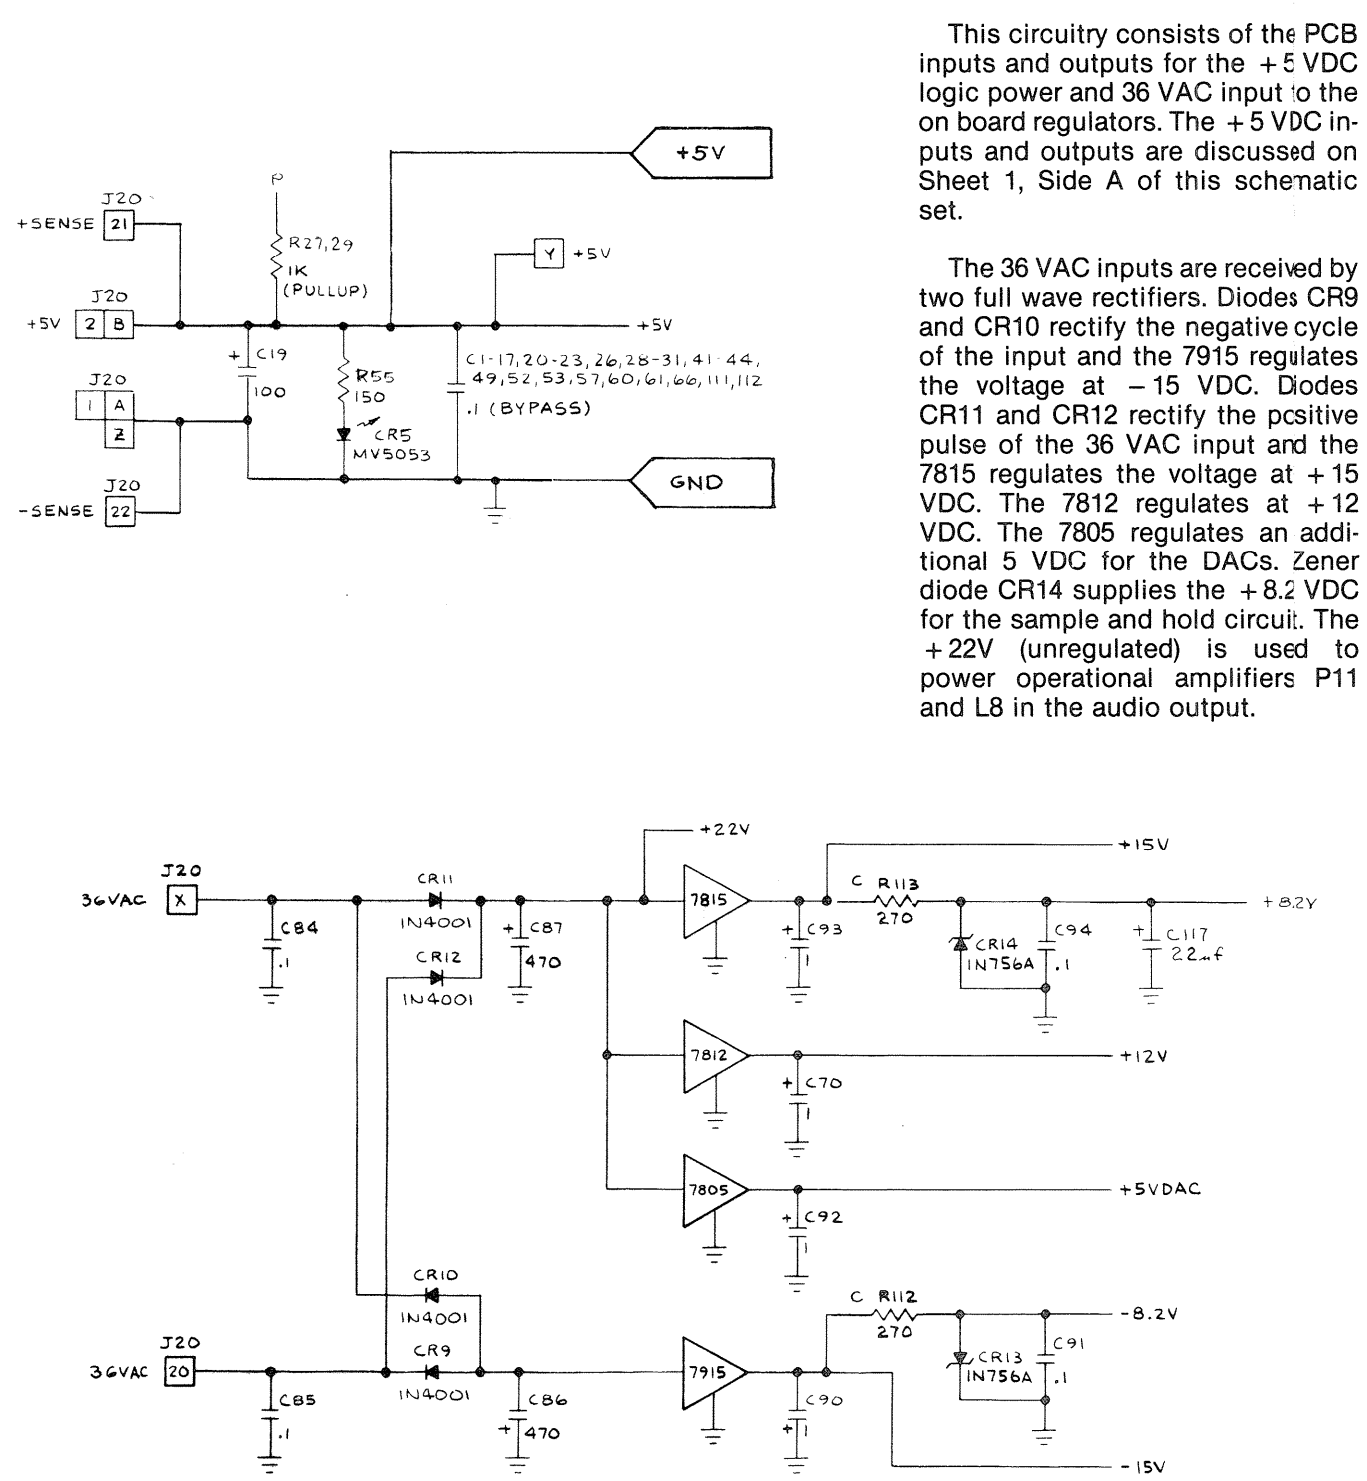 This circuitry consists of the PCB
inputs and outputs for the +5 VDC
logic power and 36 VAC input to the
on board regulators. The +5 VDC in-
puts and outputs are discussed on
Sheet 1, Side A of this schematic
set.
The 36 VAC inputs are received by
two full wave rectifiers. Diodes CR9
and CR10 rectify the negative cycle
of the input and the 7915 regulates
the voltage at −15 VDC. Diodes
CR11 and CR12 rectify the positive
pulse of the 36 VAC input and the
7815 regulates the voltage at +15
VDC. The 7812 regulates at +12
VDC. The 7805 regulates an addi-
tional 5 VDC for the DACs. Zener
diode CR14 supplies the +8.2 VDC
for the sample and hold circuit. The
+22V (unregulated) is used to
power operational amplifiers P11
and L8 in the audio output.
+5V
P
J20
+SENSE 21
R27,29
1K
(PULLUP)
Y +5V
J20
+5V 2 B
+5V
+ C19
100
R55
150
C1-17,20-23,26,28-31,41-44,
49,52,53,57,60,61,66,111,112
.1 (BYPASS)
J20
1 A
Z
CR5
MV5053
J20
-SENSE 22
GND
+22V
+15V
J20
36VAC X
CR11
1N4001
7815
C R113
270
+8.2V
C84
.1
+ C87
470
+ C93
1
CR14
1N756A
C94
.1
+ C117
22uf
CR12
1N4001
7812
+12V
+ C70
1
7805
+5VDAC
+ C92
1
CR10
1N4001
C R112
270
-8.2V
J20
36VAC 20
CR9
1N4001
7915
CR13
1N756A
C91
.1
C85
.1
C86
+ 470
C90
+ 1
-15V